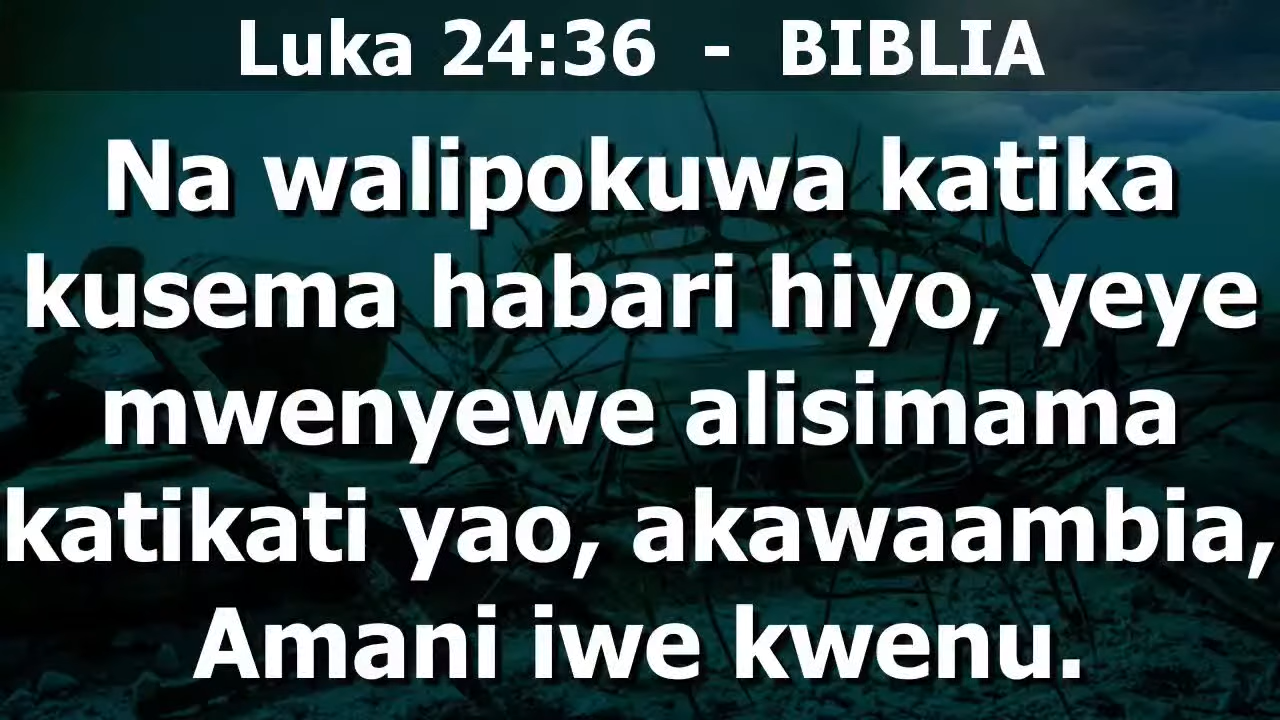 Luka 24:36 - BIBLIA
Na walipokuwa katika
kusema habari hiyo, yeye
mwenyewe alisimama
katikati yao, akawaambia,
Amani iwe kwenu.